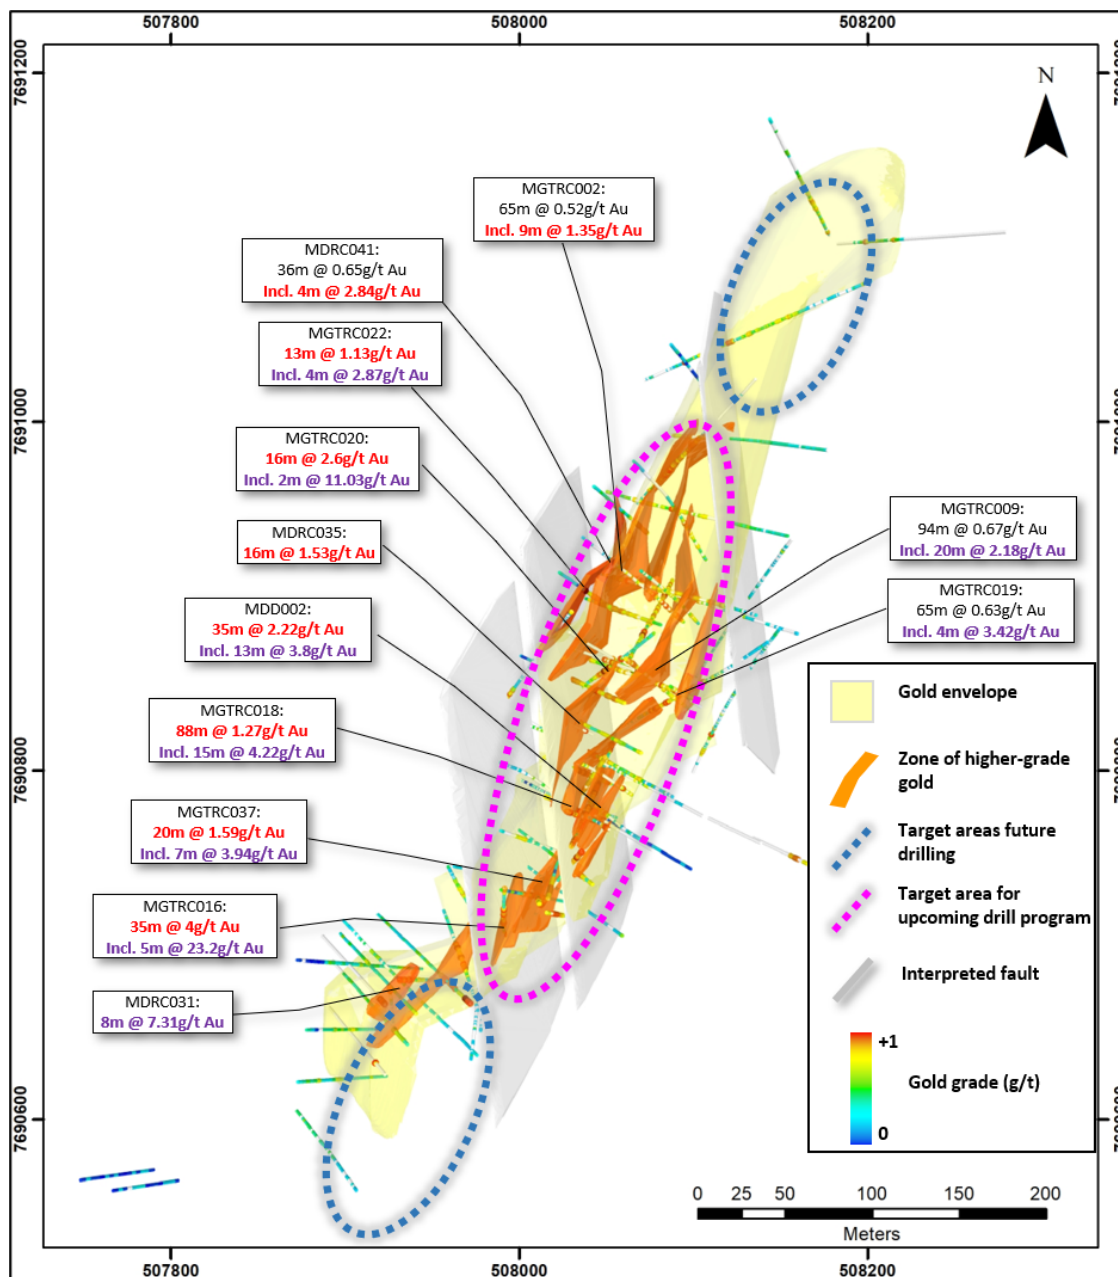 507800
508000
508200
7691200
N
MGTRC002:
65m @ 0.52g/t Au
Incl. 9m @ 1.35g/t Au
MDRC041:
36m @ 0.65g/t Au
Incl. 4m @ 2.84g/t Au
MGTRC022:
13m @ 1.13g/t Au
Incl. 4m @ 2.87g/t Au
7691000
MGTRC020:
16m @ 2.6g/t Au
Incl. 2m @ 11.03g/t Au
MDRC035:
16m @ 1.53g/t Au
MGTRC009:
94m @ 0.67g/t Au
Incl. 20m @ 2.18g/t Au
MGTRC019:
65m @ 0.63g/t Au
Incl. 4m @ 3.42g/t Au
MDD002:
35m @ 2.22g/t Au
Incl. 13m @ 3.8g/t Au
MGTRC018:
88m @ 1.27g/t Au
Incl. 15m @ 4.22g/t Au
7690800
MGTRC037:
20m @ 1.59g/t Au
Incl. 7m @ 3.94g/t Au
MGTRC016:
35m @ 4g/t Au
Incl. 5m @ 23.2g/t Au
MDRC031:
8m @ 7.31g/t Au
7690600
Gold envelope
Zone of higher-grade
gold
Target areas future
drilling
Target area for
upcoming drill program
Interpreted fault
+1
Gold grade (g/t)
0
0 25 50 100 150 200
Meters
507800
508000
508200